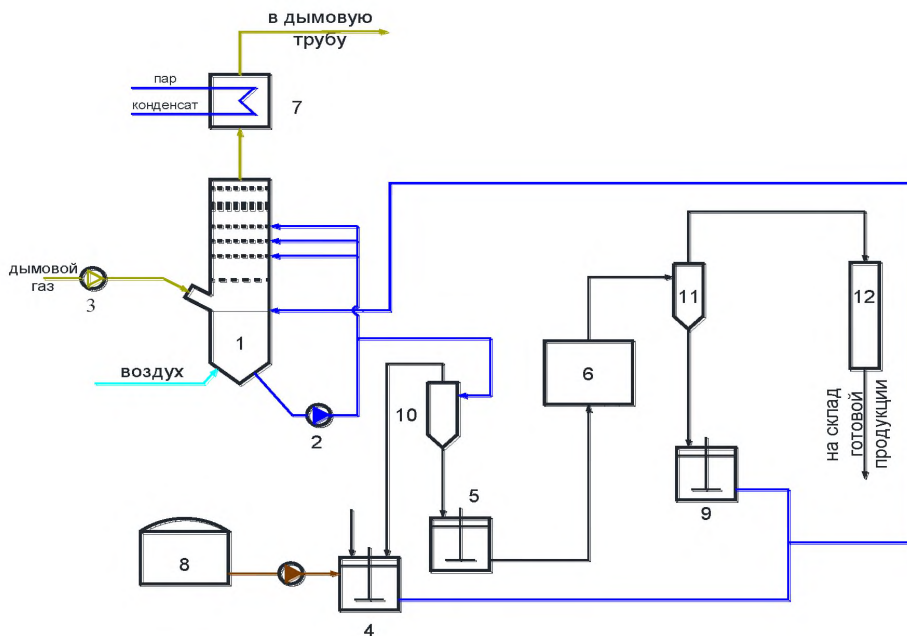 в дымовую
трубу
пар
конденсат
7
дымовой
газ
3
1
воздух
2
10
5
6
11
12
на склад
готовой
продукции
9
8
4